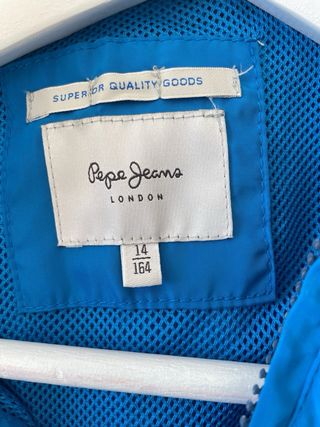 SUPERIOR QUALITY GOODS
Pepe Jeans
LONDON
14
164